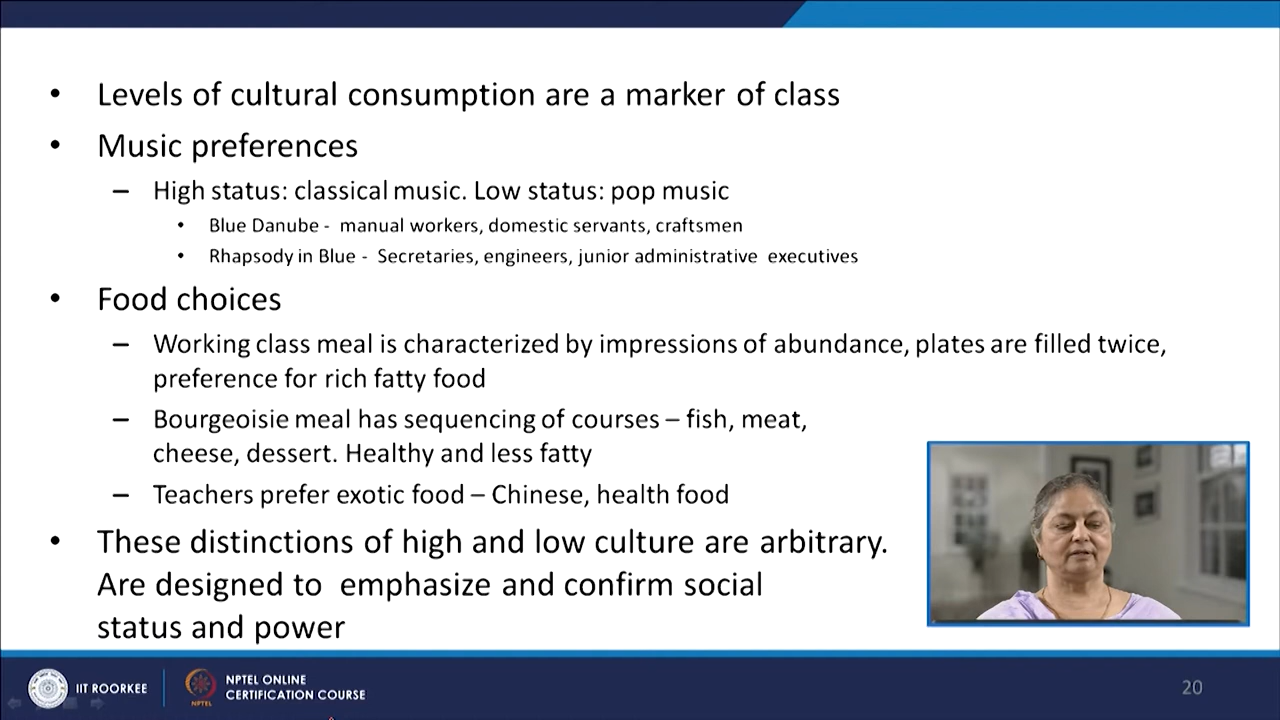 • Levels of cultural consumption are a marker of class
• Music preferences
– High status: classical music. Low status: pop music
• Blue Danube - manual workers, domestic servants, craftsmen
• Rhapsody in Blue - Secretaries, engineers, junior administrative executives
• Food choices
– Working class meal is characterized by impressions of abundance, plates are filled twice,
preference for rich fatty food
– Bourgeoisie meal has sequencing of courses – fish, meat,
cheese, dessert. Healthy and less fatty
– Teachers prefer exotic food – Chinese, health food
• These distinctions of high and low culture are arbitrary.
Are designed to emphasize and confirm social
status and power
IIT ROORKEE
NPTEL
NPTEL ONLINE
CERTIFICATION COURSE
20